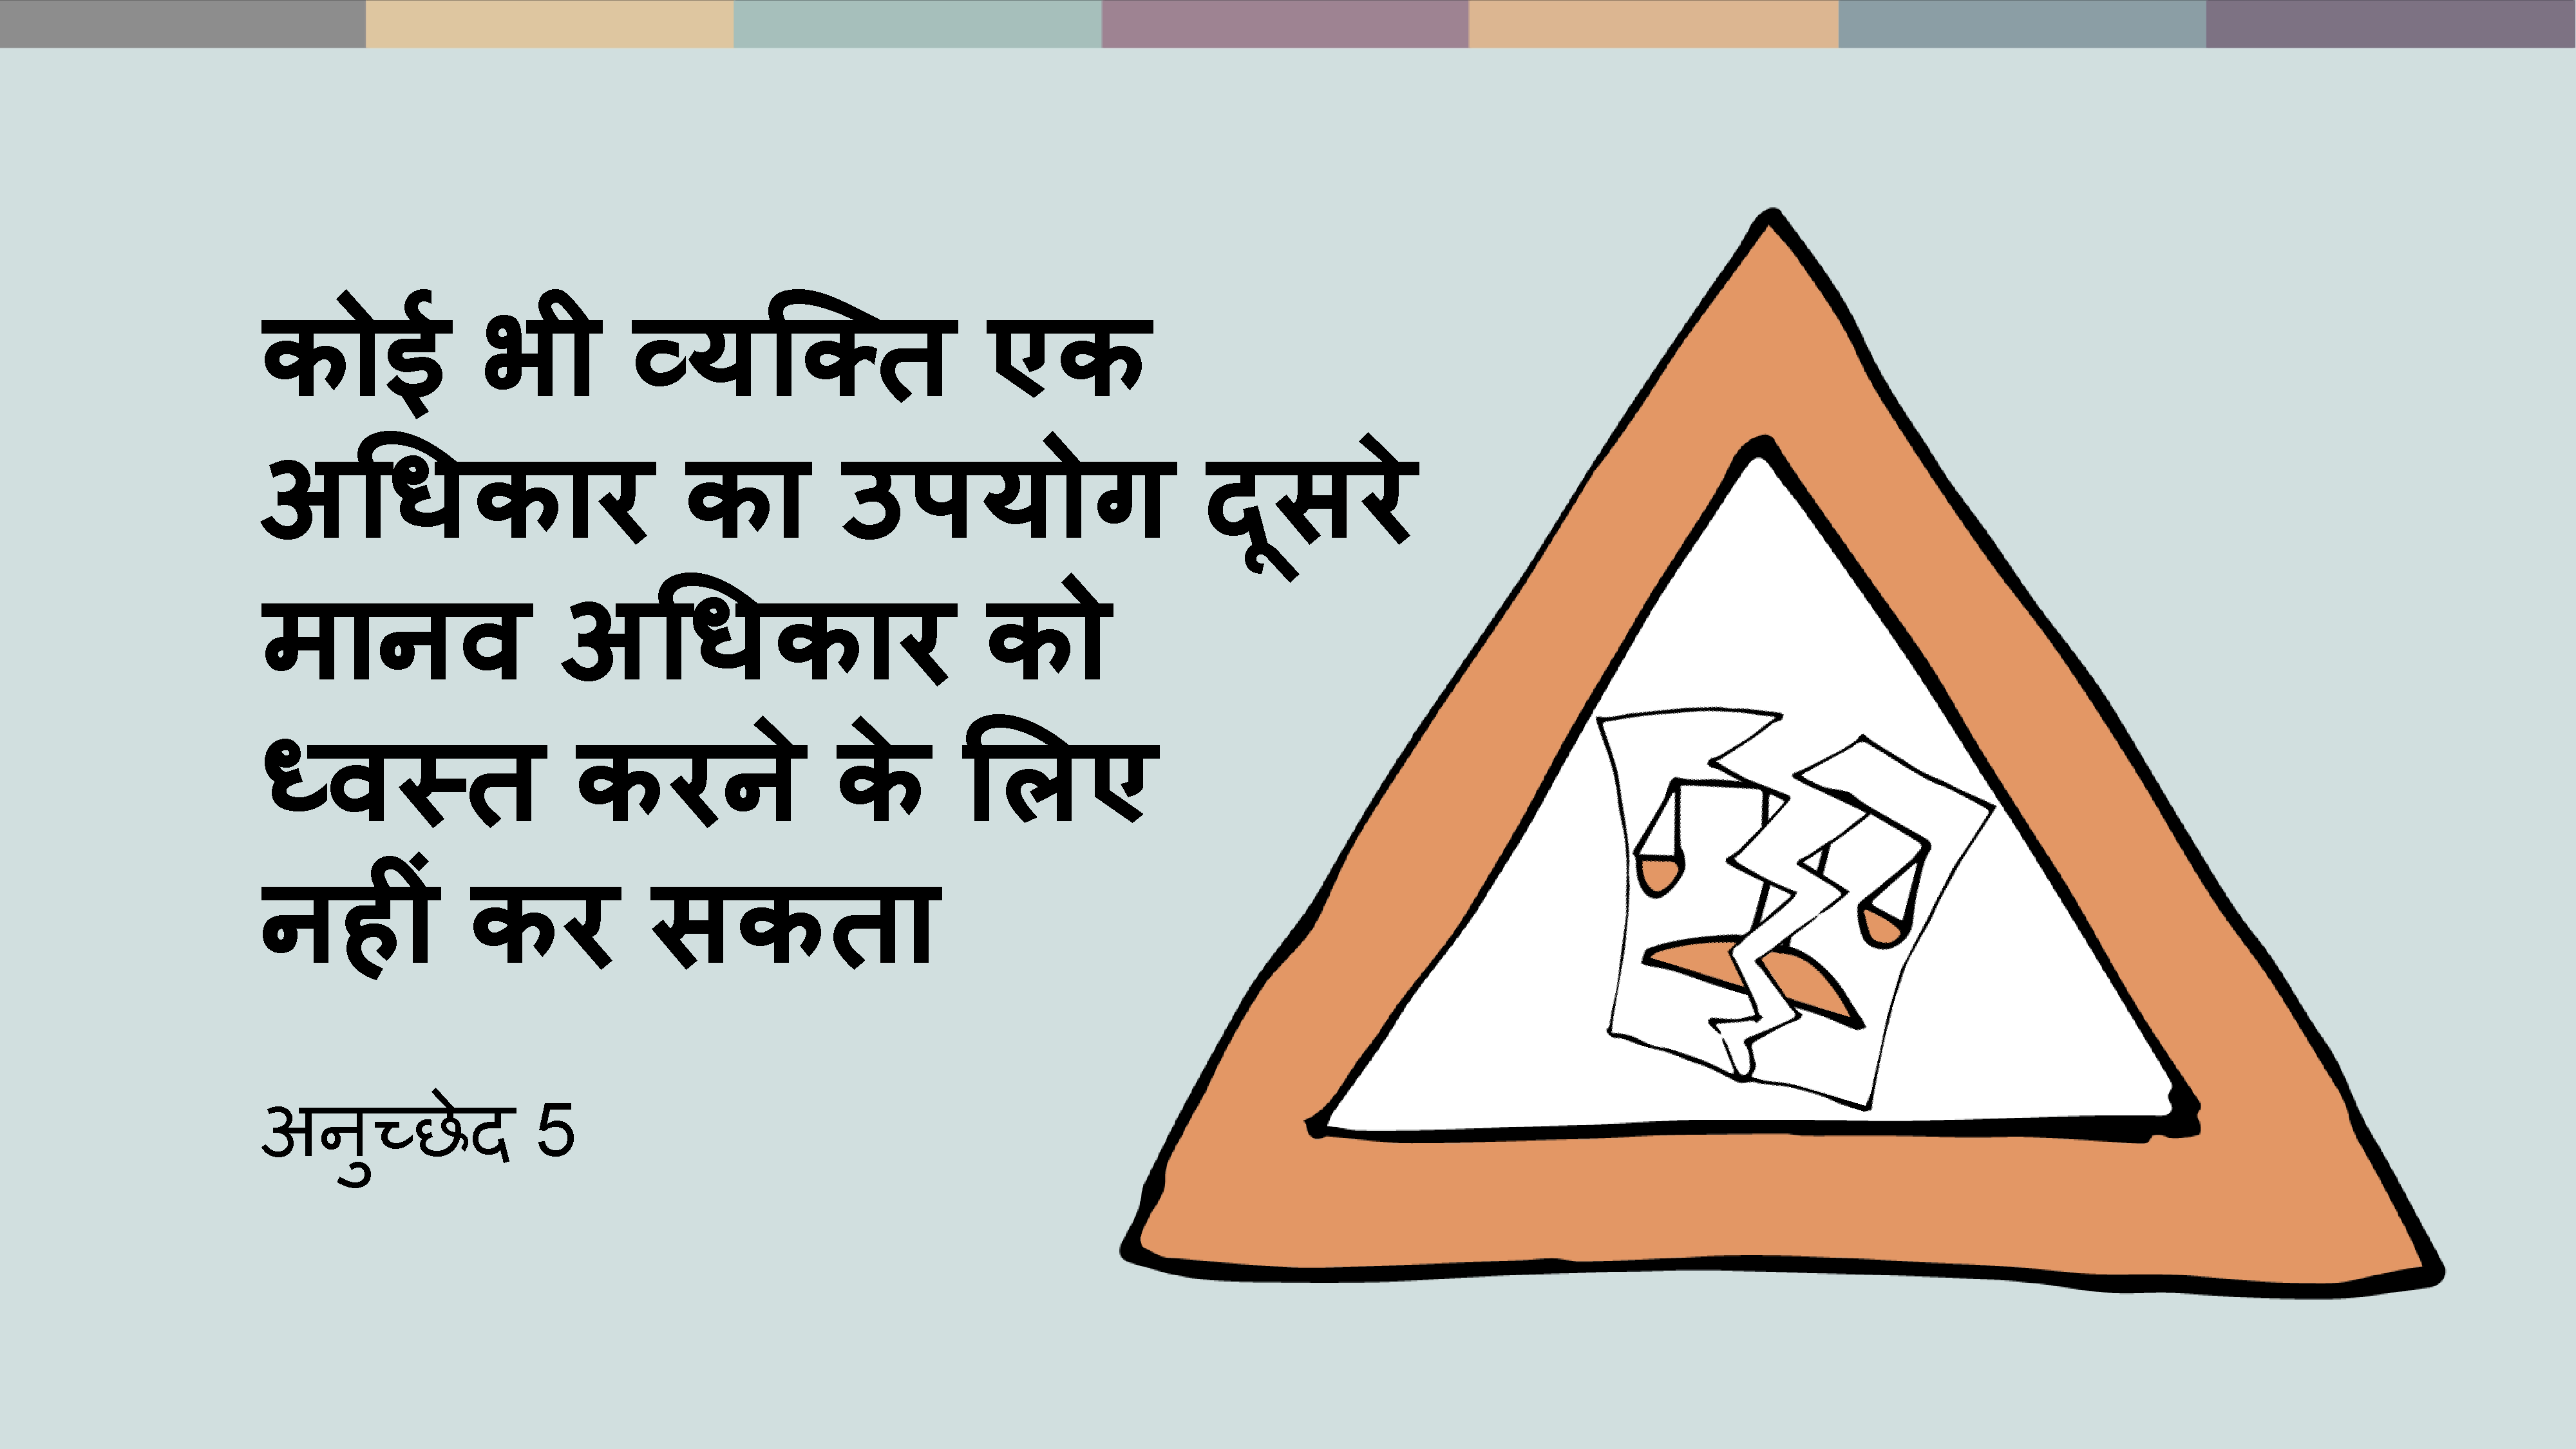 कोई भी व्यक्ति एक
अधिकार का उपयोग दूसरे
मानव अधिकार को
ध्वस्त करने के लिए
नहीं कर सकता
अनुच्छेद 5